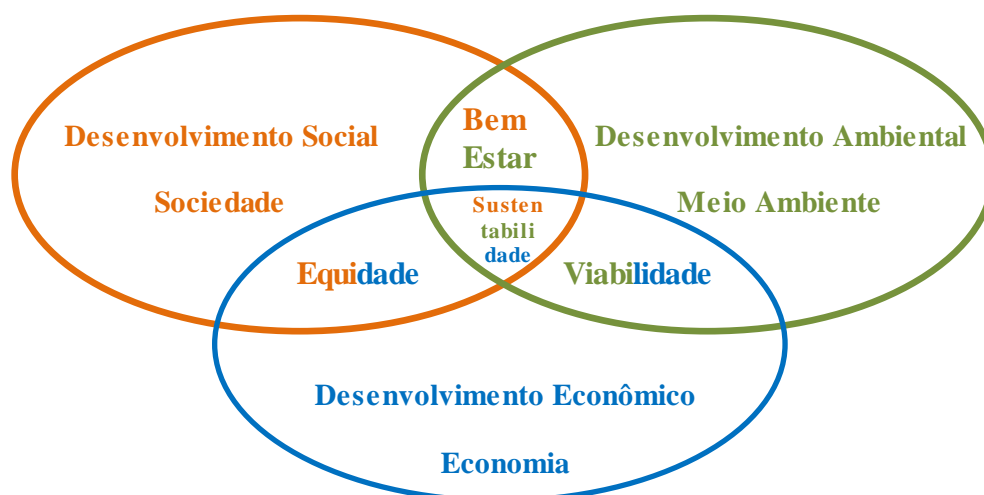 Bem
Estar
Desenvolvimento Social
Desenvolvimento Ambiental
Sociedade
Susten
tabili
dade
Meio Ambiente
Equidade
Viabilidade
Desenvolvimento Econômico
Economia